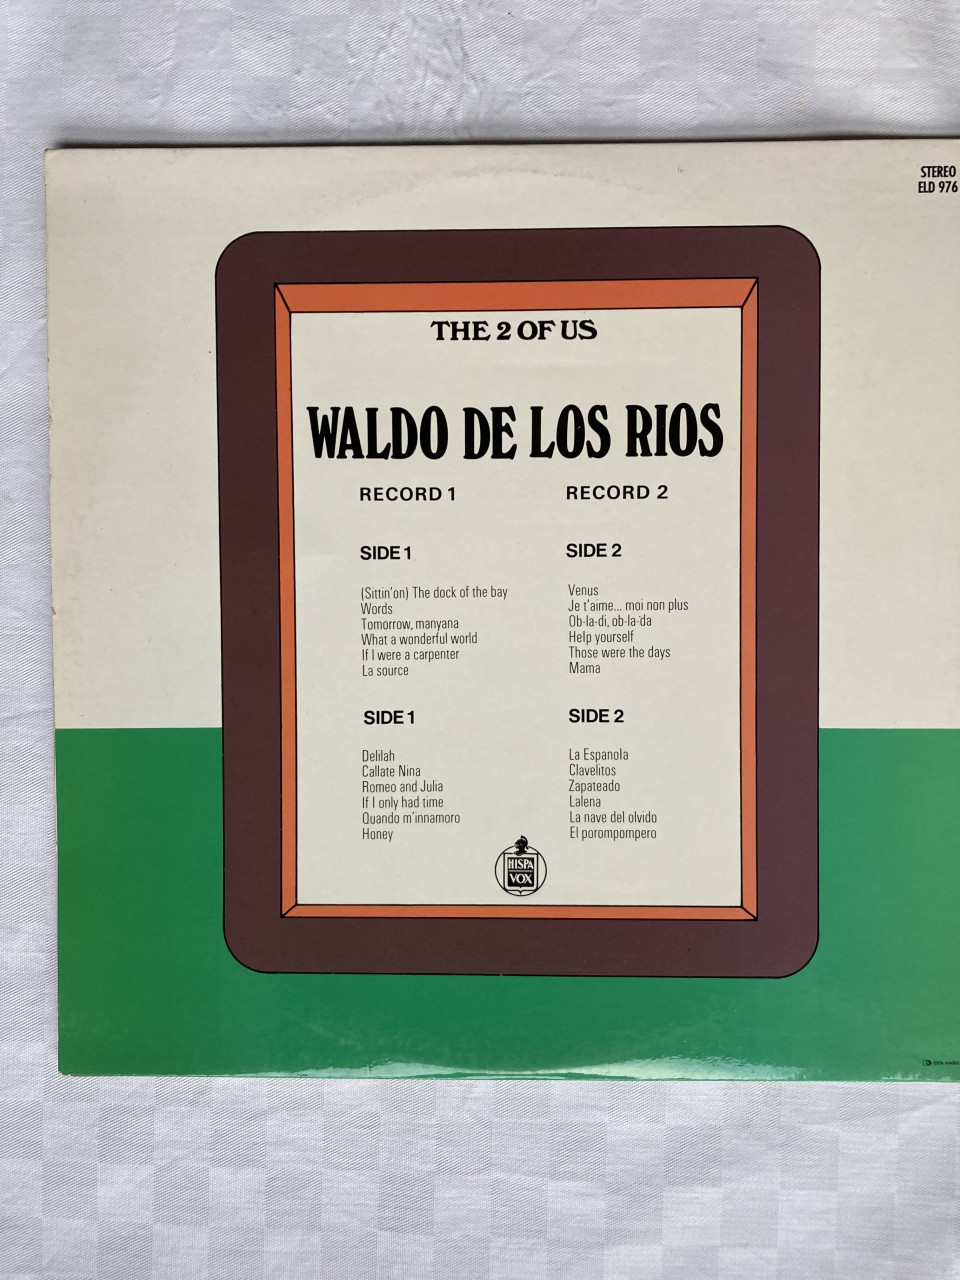 STEREO
ELD 976
THE 2 OF US
WALDO DE LOS RIOS
RECORD 1
SIDE 1
(Sittin'on) The dock of the bay
Words
Tomorrow, manyana
What a wonderful world
If I were a carpenter
La source
SIDE 1
Delilah
Callate Nina
Romeo and Julia
If I only had time
Quando m'innamoro
Honey
RECORD 2
SIDE 2
Venus
Je t'aime... moi non plus
Ob-la-di, ob-la-da
Help yourself
Those were the days
Mama
SIDE 2
La Espanola
Clavelitos
Zapateado
Lalena
La nave del olvido
El porompompero
HISPA
VOX